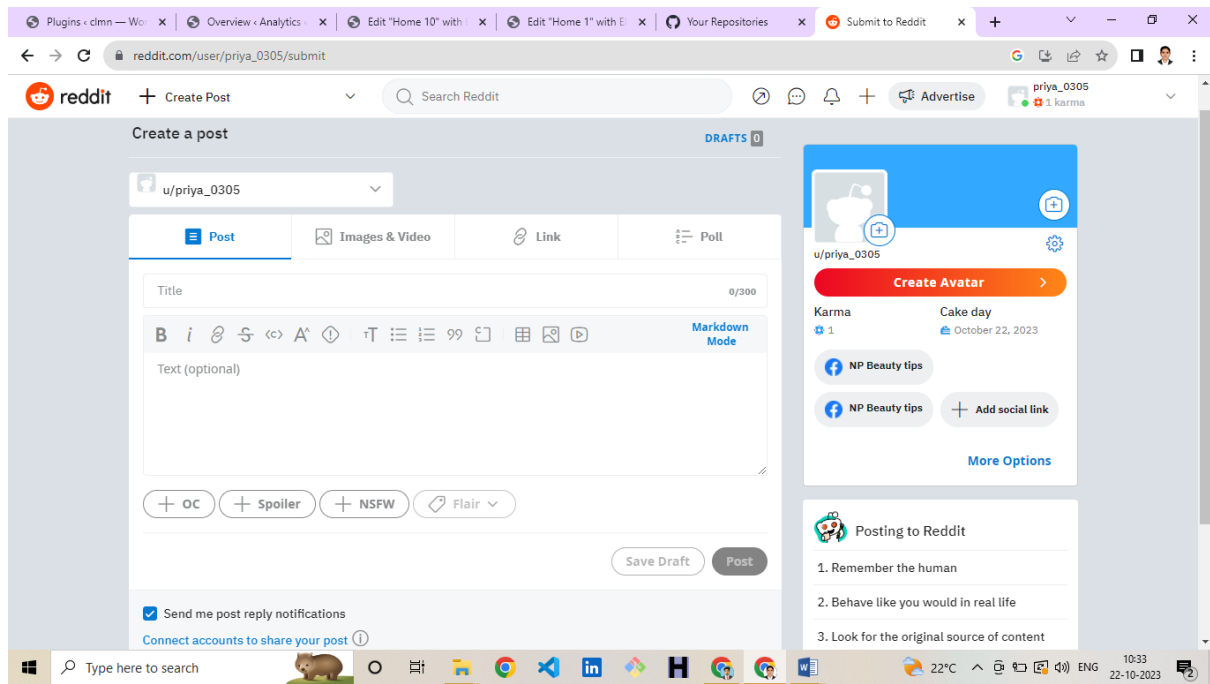 Plugins ‹ clmn — Wo
Overview ‹ Analytics ‹
Edit "Home 10" with
Edit "Home 1" with El
Your Repositories
Submit to Reddit
reddit.com/user/priya_0305/submit
reddit
Create Post
Search Reddit
Advertise
priya_0305
1 karma
Create a post
DRAFTS 0
u/priya_0305
Post
Images & Video
Link
Poll
Title
0/300
Markdown
Mode
Text (optional)
OC
Spoiler
NSFW
Flair
Save Draft
Post
Send me post reply notifications
Connect accounts to share your post
u/priya_0305
Create Avatar
Karma
Cake day
1
October 22, 2023
NP Beauty tips
NP Beauty tips
Add social link
More Options
Posting to Reddit
1. Remember the human
2. Behave like you would in real life
3. Look for the original source of content
Type here to search
22°C
ENG
10:33
22-10-2023
2